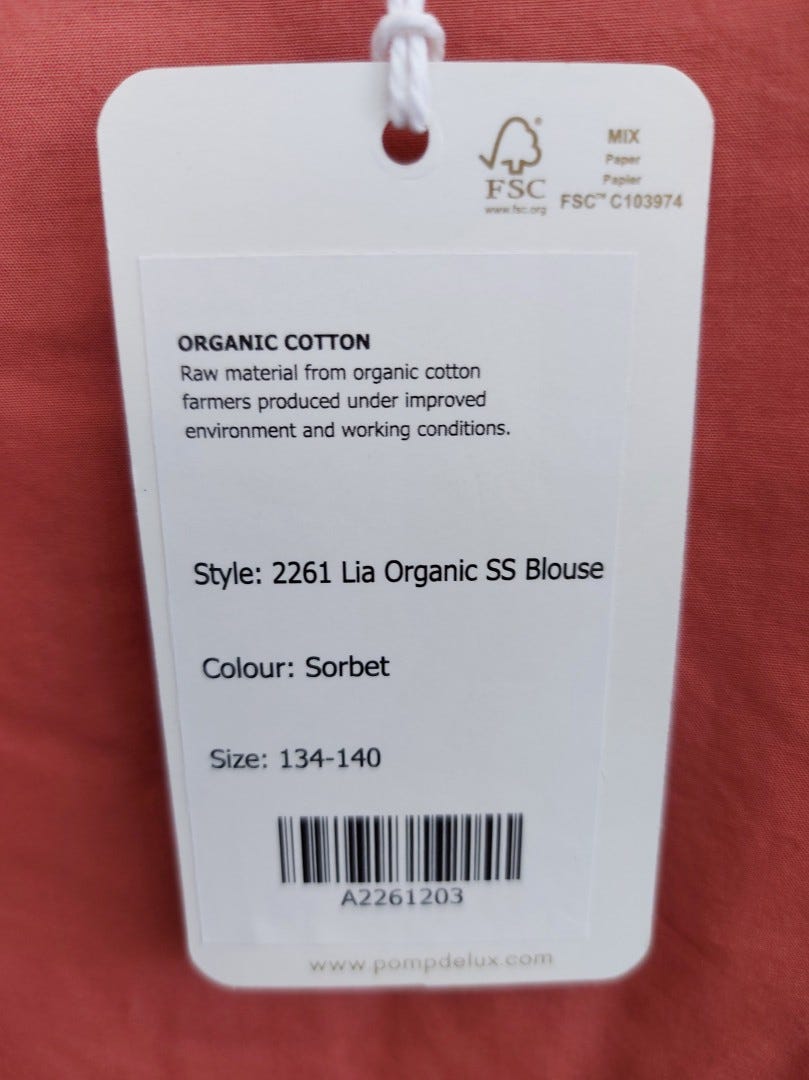 FSC®
www.fsc.org
MIX
Paper
Papier
FSC™ C103974
ORGANIC COTTON
Raw material from organic cotton
farmers produced under improved
environment and working conditions.
Style: 2261 Lia Organic SS Blouse
Colour: Sorbet
Size: 134-140
A2261203
www.pompdelux.com